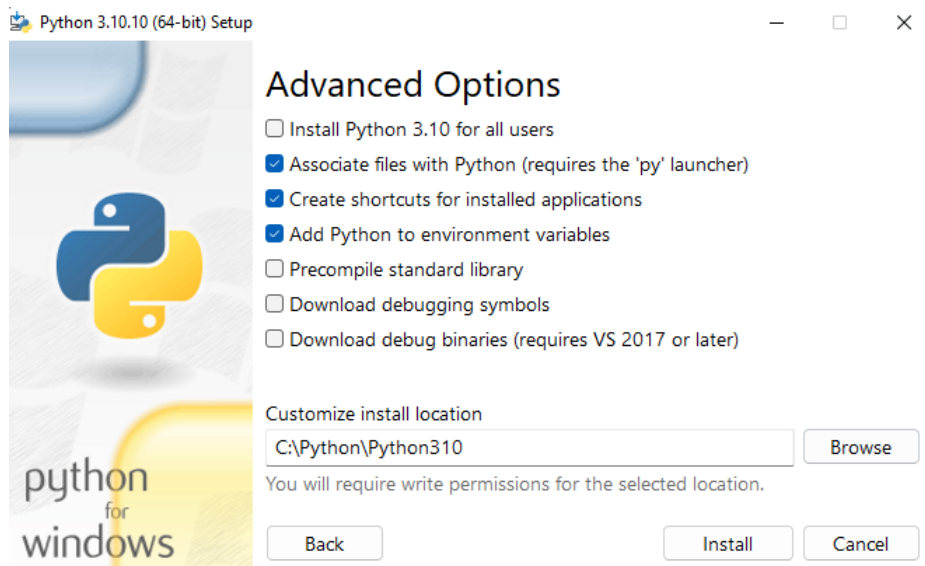 Python 3.10.10 (64-bit) Setup
Advanced Options
Install Python 3.10 for all users
Associate files with Python (requires the 'py' launcher)
Create shortcuts for installed applications
Add Python to environment variables
Precompile standard library
Download debugging symbols
Download debug binaries (requires VS 2017 or later)
Customize install location
C:\Python\Python310
Browse
You will require write permissions for the selected location.
python
for
windows
Back
Install
Cancel